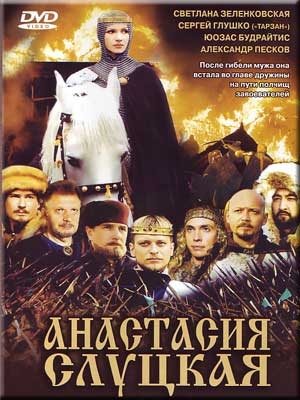 DVD
VIDEO
СВЕТЛАНА ЗЕЛЕНКОВСКАЯ
СЕРГЕЙ ГЛУШКО («ТАРЗАН»)
ЮОЗАС БУДРАЙТИС
АЛЕКСАНДР ПЕСКОВ
После гибели мужа она
встала во главе дружины
на пути полчищ
завоевателей
АНАСТАСИЯ
СЛУЦКАЯ